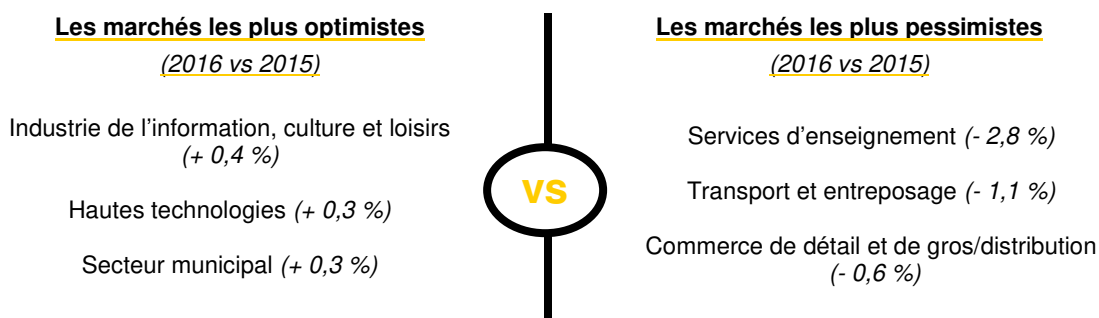 Les marchés les plus optimistes
(2016 vs 2015)
Industrie de l'information, culture et loisirs
(+ 0,4 %)
Hautes technologies (+ 0,3 %)
Secteur municipal (+ 0,3 %)
vs
Les marchés les plus pessimistes
(2016 vs 2015)
Services d'enseignement (- 2,8 %)
Transport et entreposage (- 1,1 %)
Commerce de détail et de gros/distribution
(- 0,6 %)